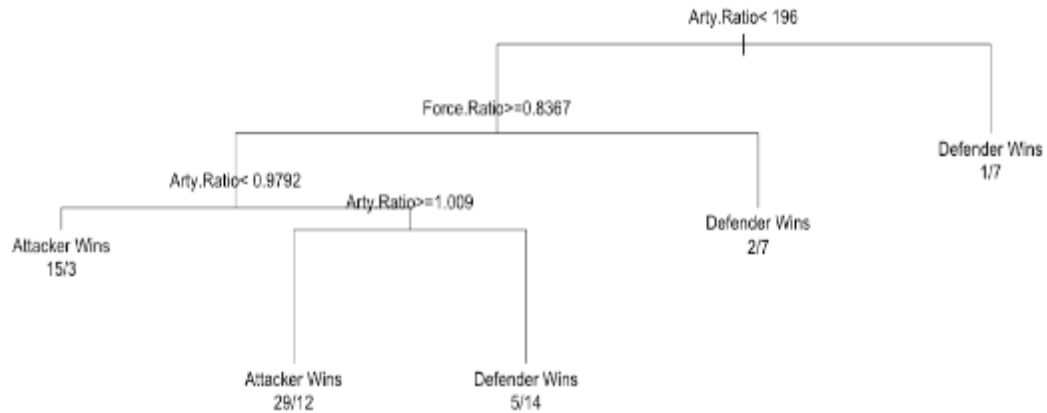 Arty.Ratio< 196
Force.Ratio>=0.8367
Defender Wins
1/7
Arty.Ratio< 0.9792
Arty.Ratio>=1.009
Defender Wins
2/7
Attacker Wins
15/3
Attacker Wins
29/12
Defender Wins
5/14